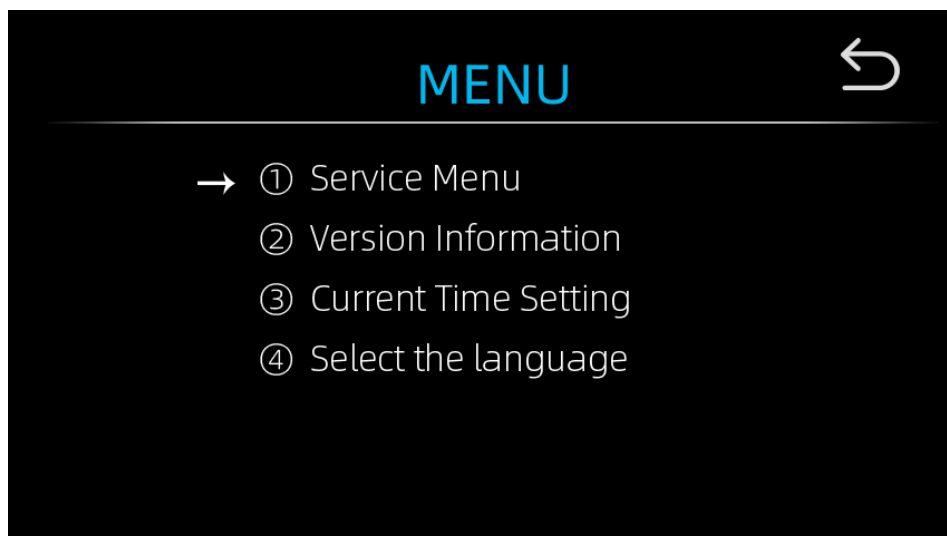 MENU
→ ① Service Menu
② Version Information
③ Current Time Setting
④ Select the language